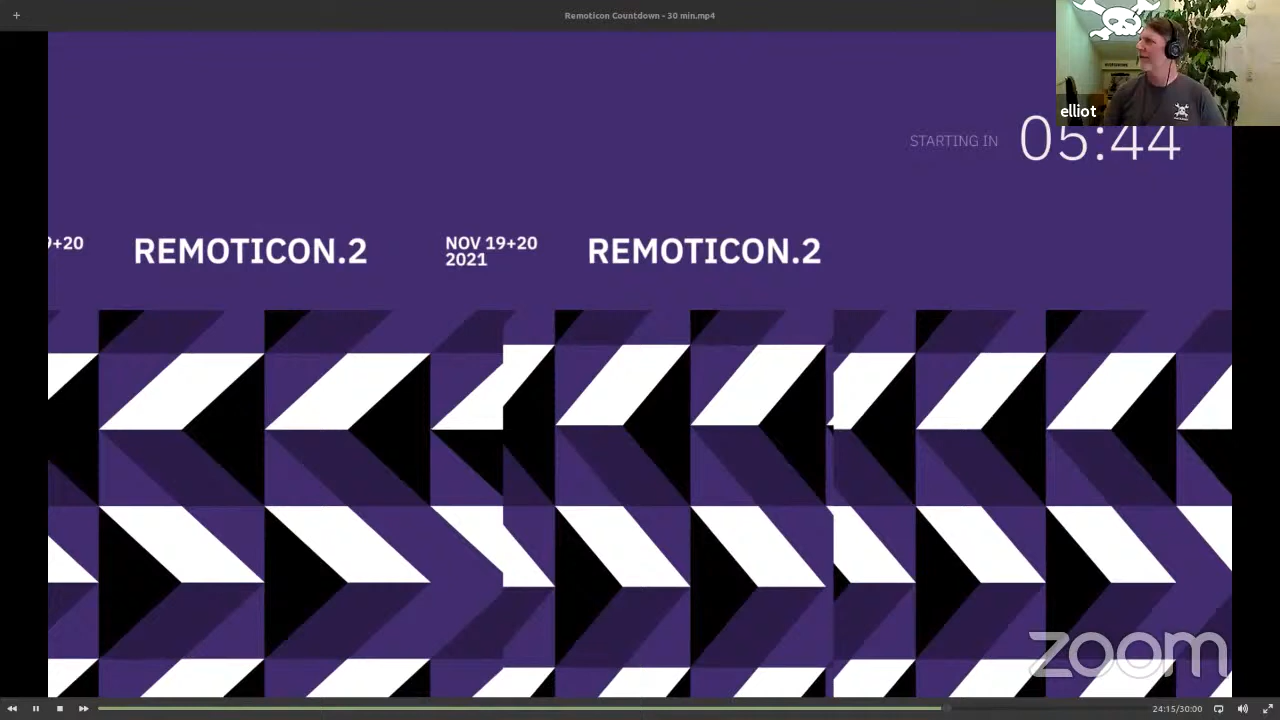 Remoticon Countdown - 30 min.mp4
elliot
STARTING IN 05:44
9+20
REMOTICON.2
NOV 19+20
2021
REMOTICON.2
zoom
24:15/30:00